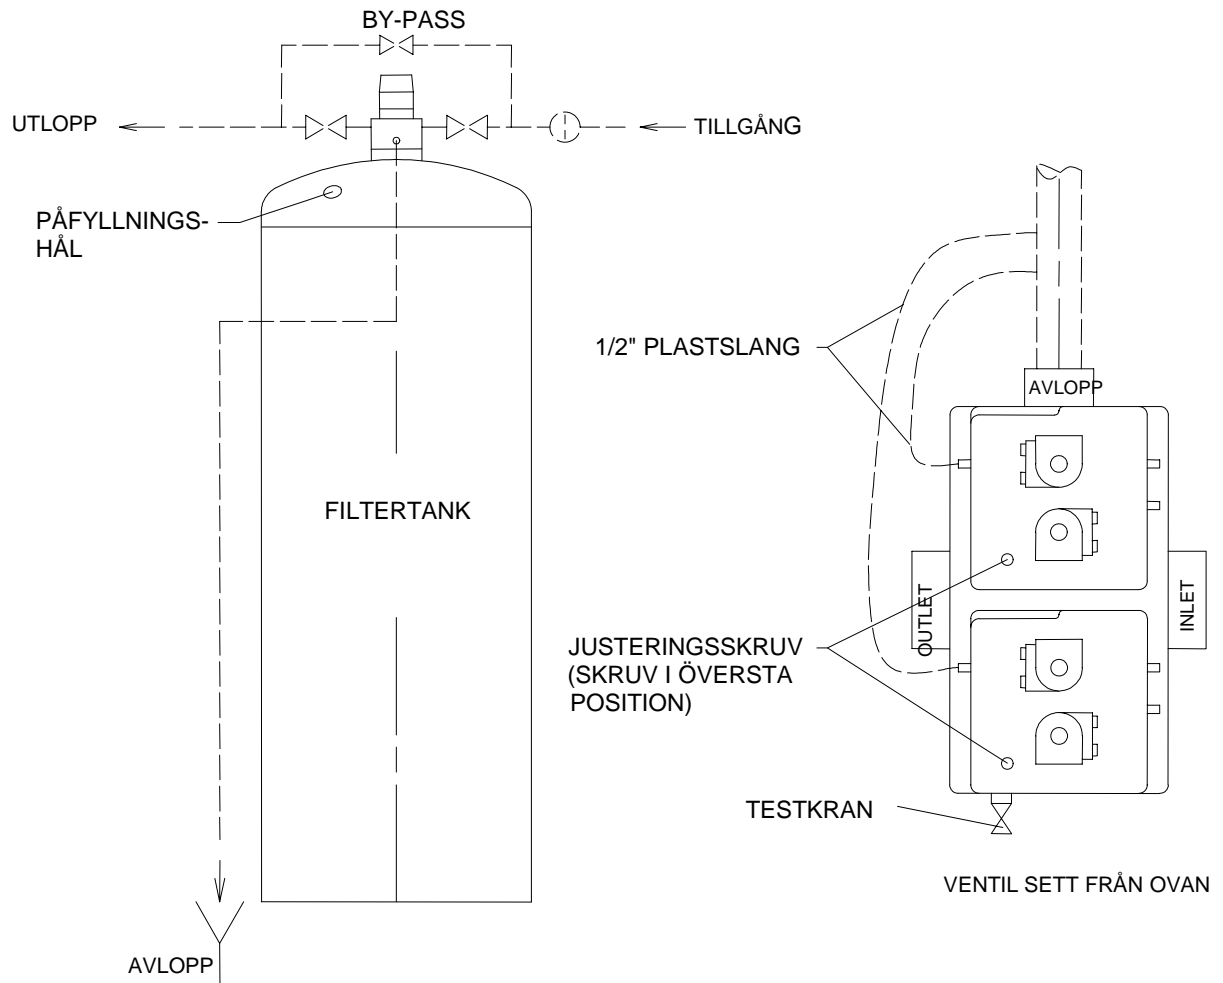 BY-PASS
UTLOPP
TILLGÅNG
PÅFYLLNINGS-
HÅL
1/2" PLASTSLANG
AVLOPP
FILTERTANK
OUTLET
INLET
JUSTERINGSSKRUV
(SKRUV I ÖVERSTA
POSITION)
TESTKRAN
VENTIL SETT FRÅN OVAN
AVLOPP